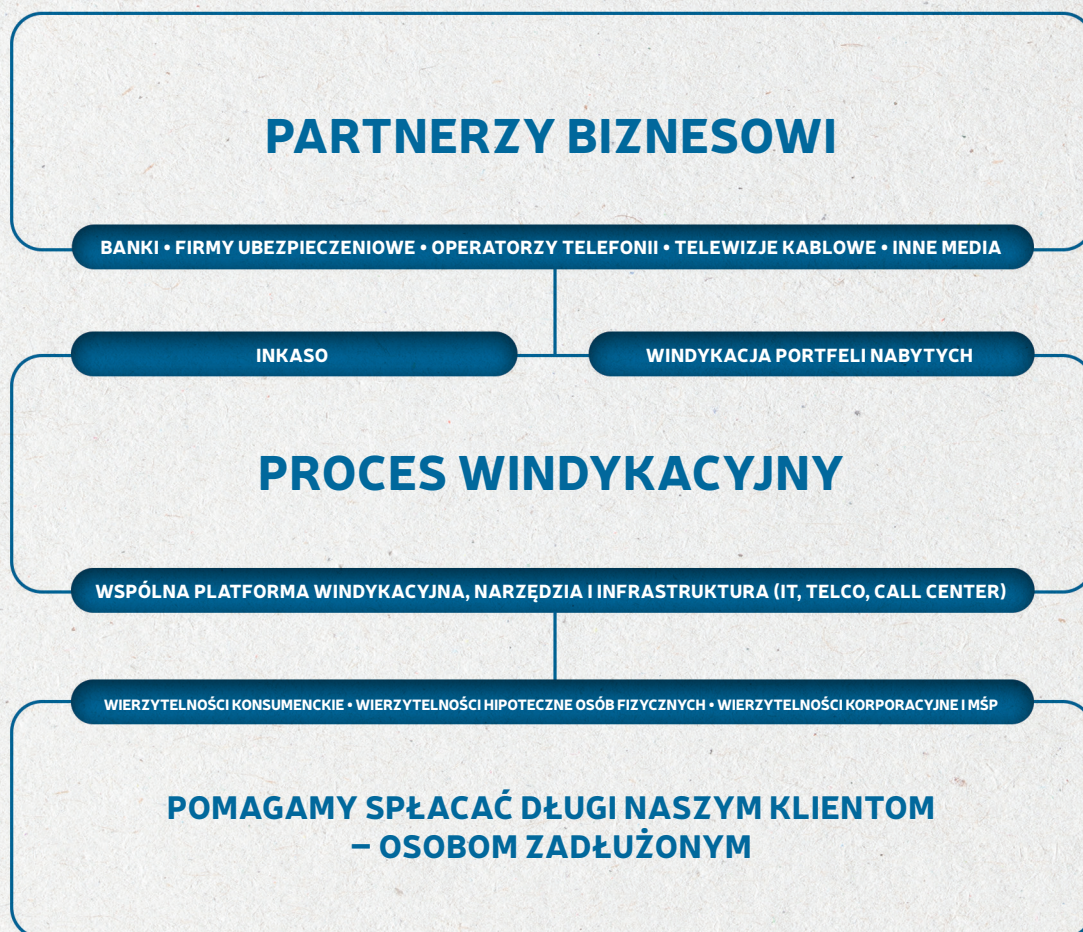 PARTNERZY BIZNESOWI
BANKI • FIRMY UBEZPIECZENIOWE • OPERATORZY TELEFONII • TELEWIZJE KABLOWE • INNE MEDIA
INKASO
WINDYKACJA PORTFELI NABYTYCH
PROCES WINDYKACYJNY
WSPÓLNA PLATFORMA WINDYKACYJNA, NARZĘDZIA I INFRASTRUKTURA (IT, TELCO, CALL CENTER)
WIERZYTELNOŚCI KONSUMENCKIE • WIERZYTELNOŚCI HIPOTECZNE OSÓB FIZYCZNYCH • WIERZYTELNOŚCI KORPORACYJNE I MŚP
POMAGAMY SPŁACAĆ DŁUGI NASZYM KLIENTOM
– OSOBOM ZADŁUŻONYM